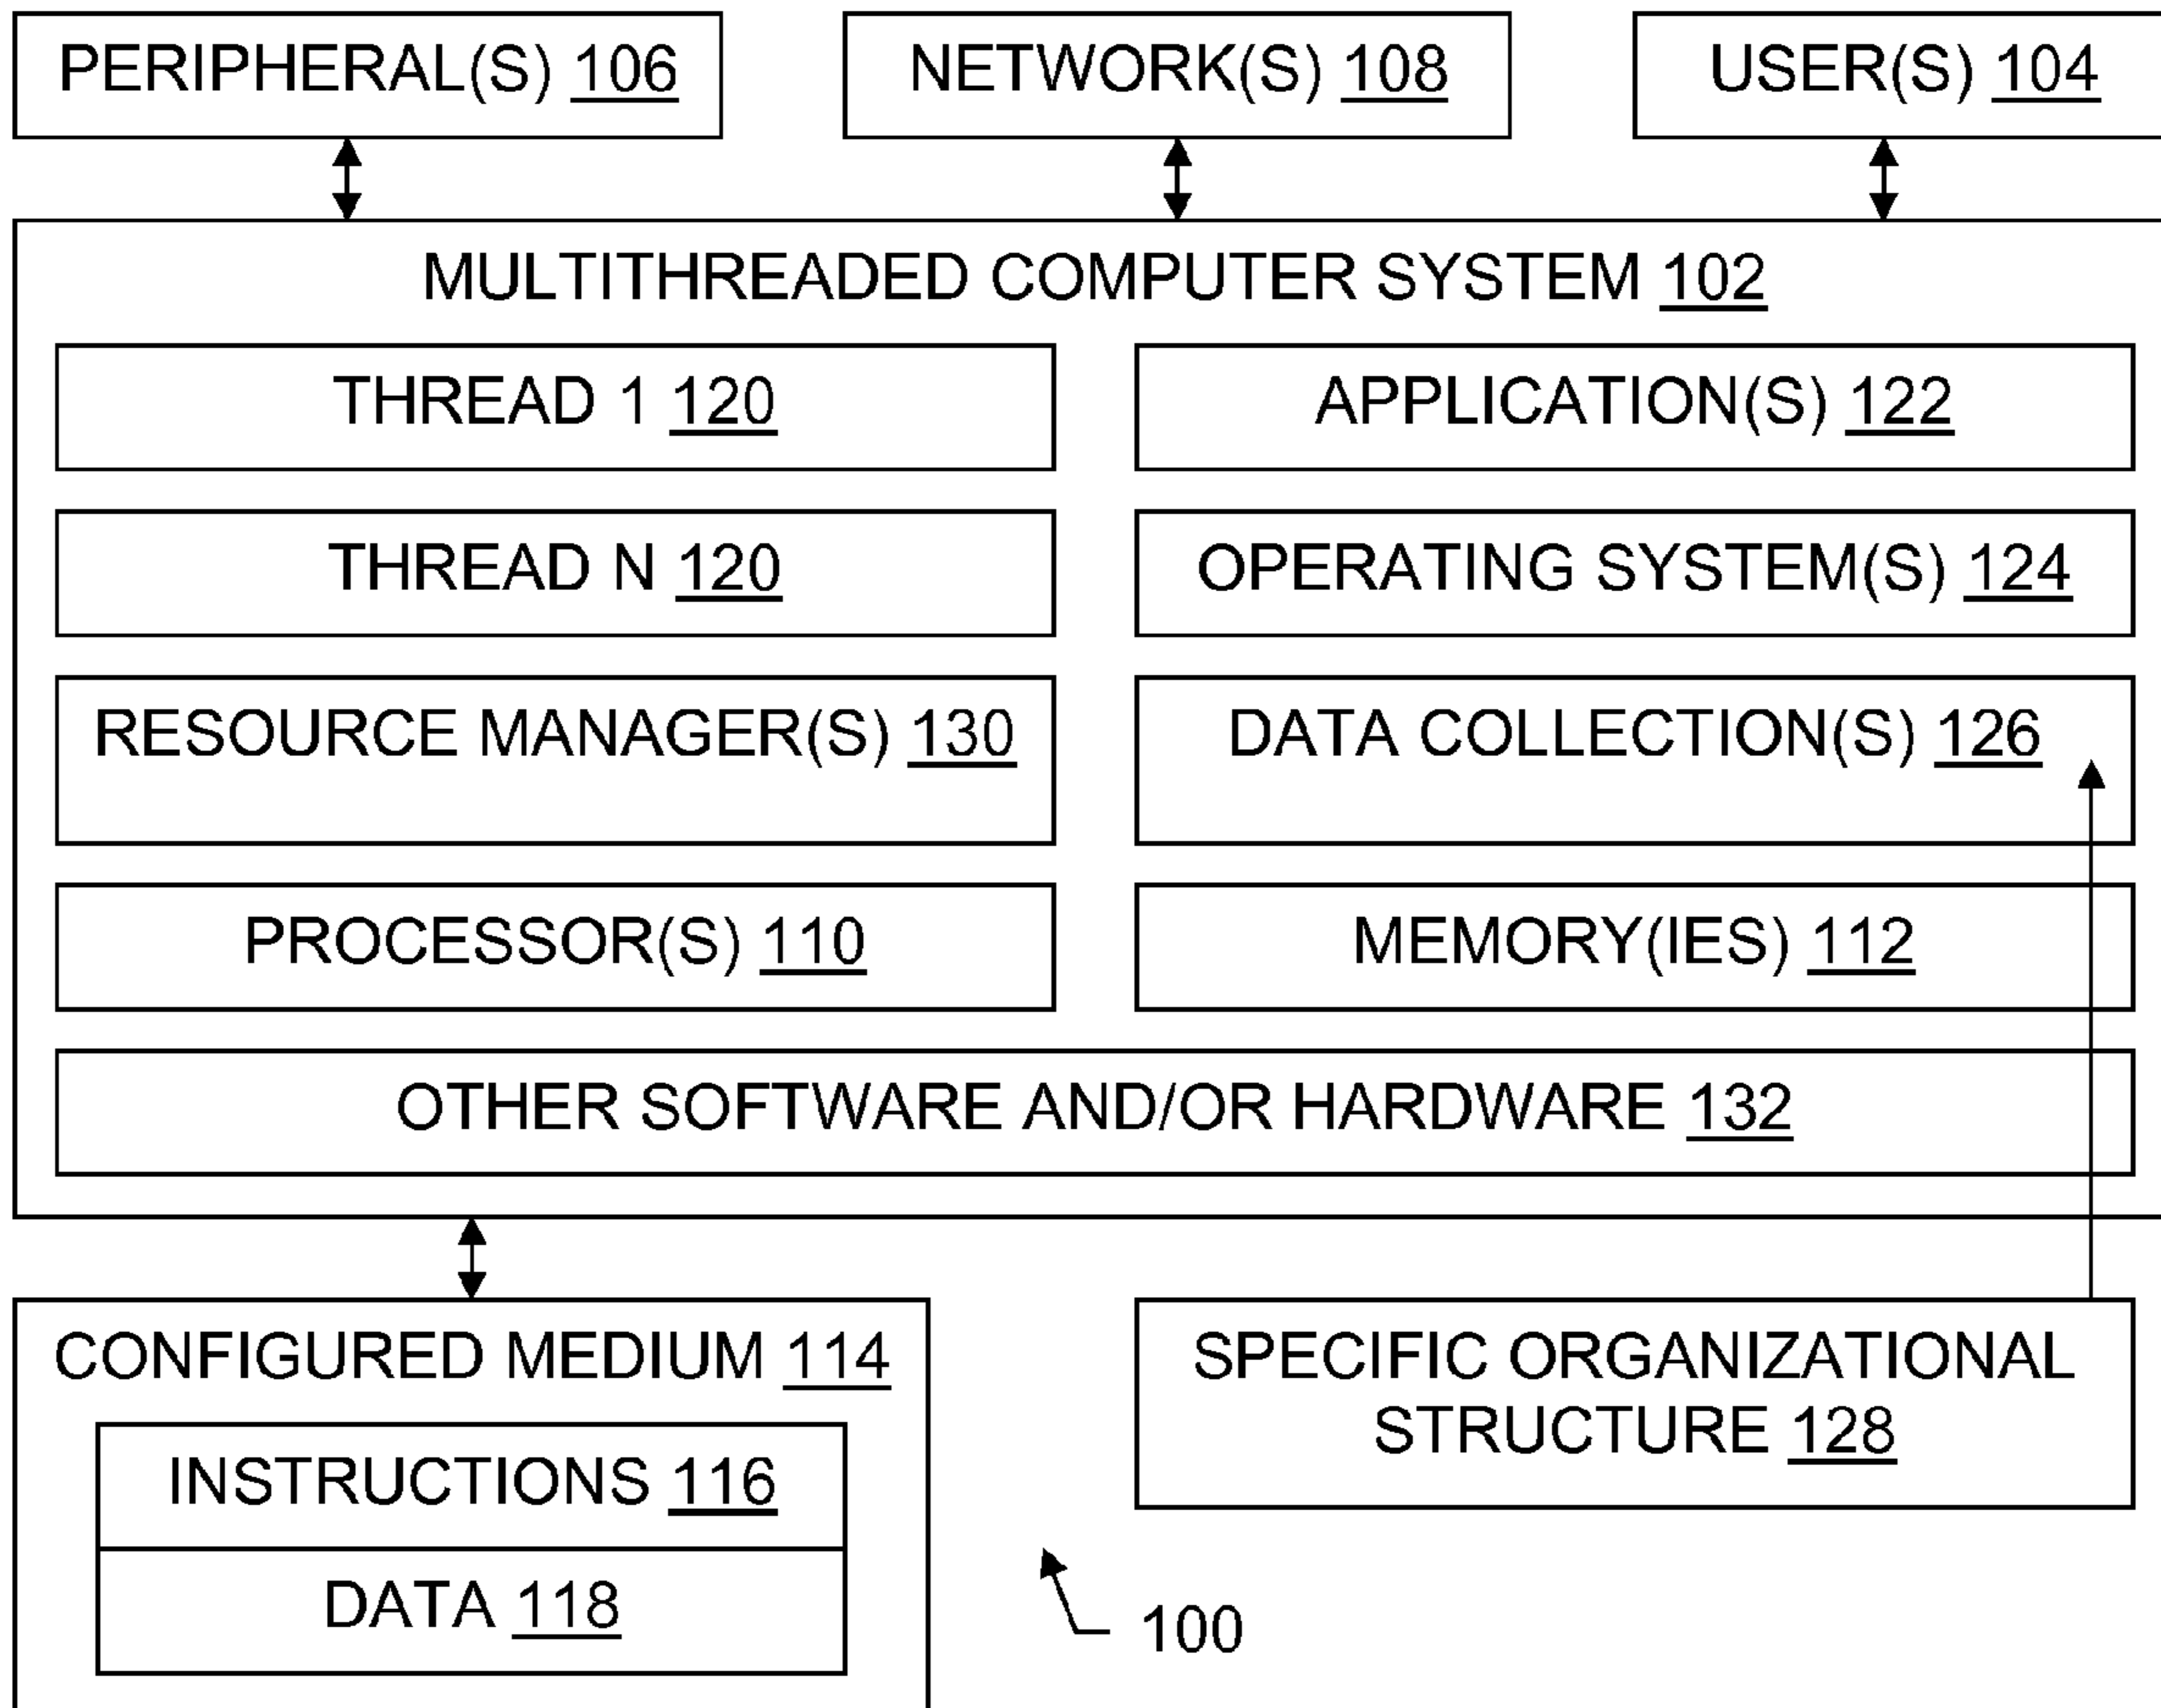 PERIPHERAL(S) 106
NETWORK(S) 108
USER(S) 104
MULTITHREADED COMPUTER SYSTEM 102
THREAD 1 120
APPLICATION(S) 122
THREAD N 120
OPERATING SYSTEM(S) 124
RESOURCE MANAGER(S) 130
DATA COLLECTION(S) 126
PROCESSOR(S) 110
MEMORY(IES) 112
OTHER SOFTWARE AND/OR HARDWARE 132
CONFIGURED MEDIUM 114
INSTRUCTIONS 116
DATA 118
SPECIFIC ORGANIZATIONAL
STRUCTURE 128
100